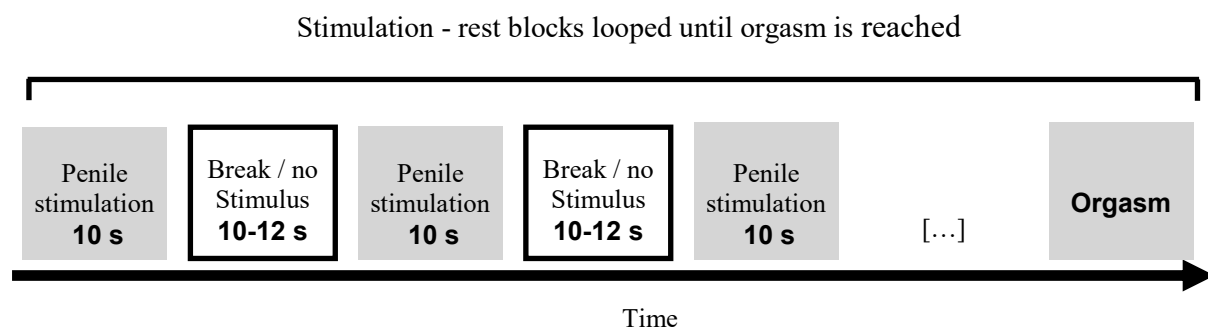 Stimulation - rest blocks looped until orgasm is reached
Penile
stimulation
10 s
Break / no
Stimulus
10-12 s
Penile
stimulation
10 s
Break / no
Stimulus
10-12 s
Penile
stimulation
10 s
[…]
Orgasm
Time